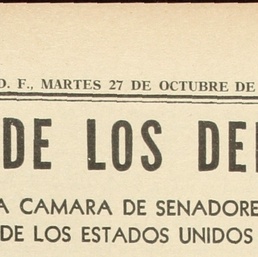 D. F., MARTES 27 DE OCTUBRE DE
DE LOS DE
A CAMARA DE SENADORE
DE LOS ESTADOS UNIDOS